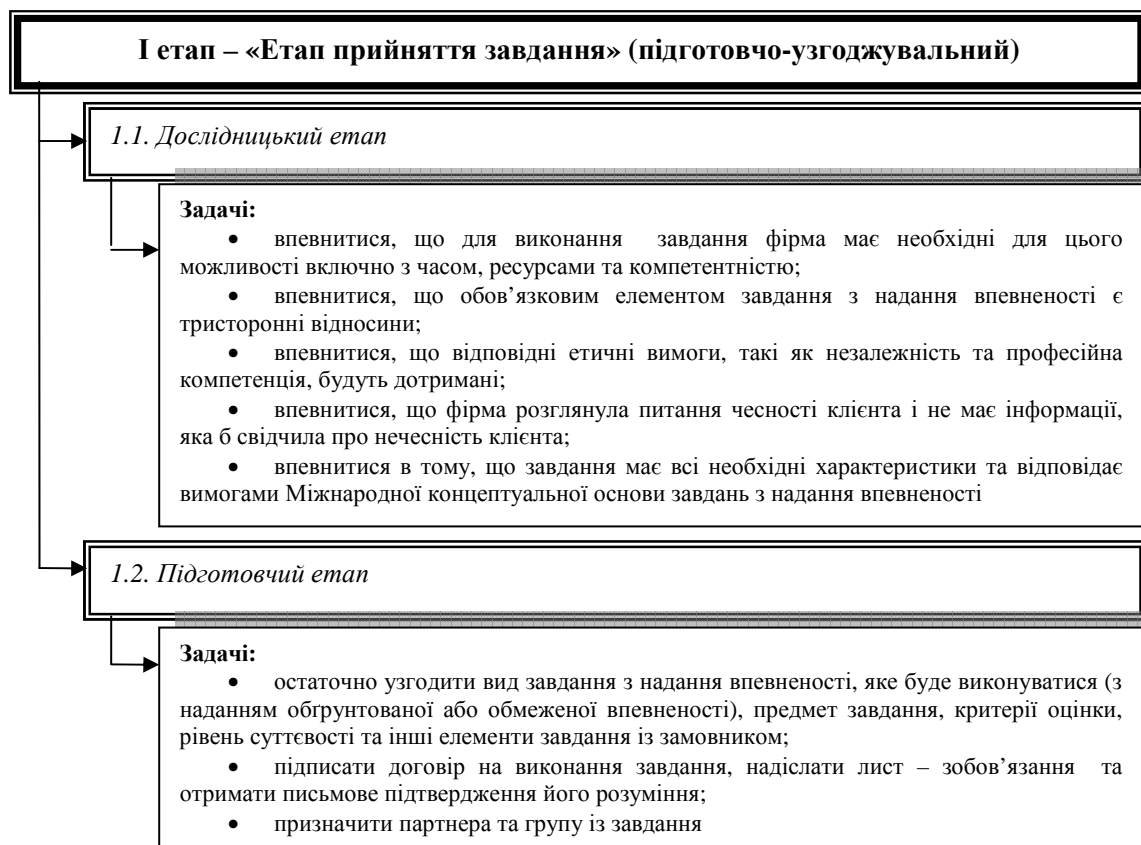 І етап – «Етап прийняття завдання» (підготовчо-узгоджувальний)
1.1. Дослідницький етап
Задачі:
• впевнитися, що для виконання завдання фірма має необхідні для цього
можливості включно з часом, ресурсами та компетентністю;
• впевнитися, що обов’язковим елементом завдання з надання впевненості є
тристоронні відносини;
• впевнитися, що відповідні етичні вимоги, такі як незалежність та професійна
компетенція, будуть дотримані;
• впевнитися, що фірма розглянула питання чесності клієнта і не має інформації,
яка б свідчила про нечесність клієнта;
• впевнитися в тому, що завдання має всі необхідні характеристики та відповідає
вимогами Міжнародної концептуальної основи завдань з надання впевненості
1.2. Підготовчий етап
Задачі:
• остаточно узгодити вид завдання з надання впевненості, яке буде виконуватися (з
наданням обґрунтованої або обмеженої впевненості), предмет завдання, критерії оцінки,
рівень суттєвості та інші елементи завдання із замовником;
• підписати договір на виконання завдання, надіслати лист – зобов’язання та
отримати письмове підтвердження його розуміння;
• призначити партнера та групу із завдання